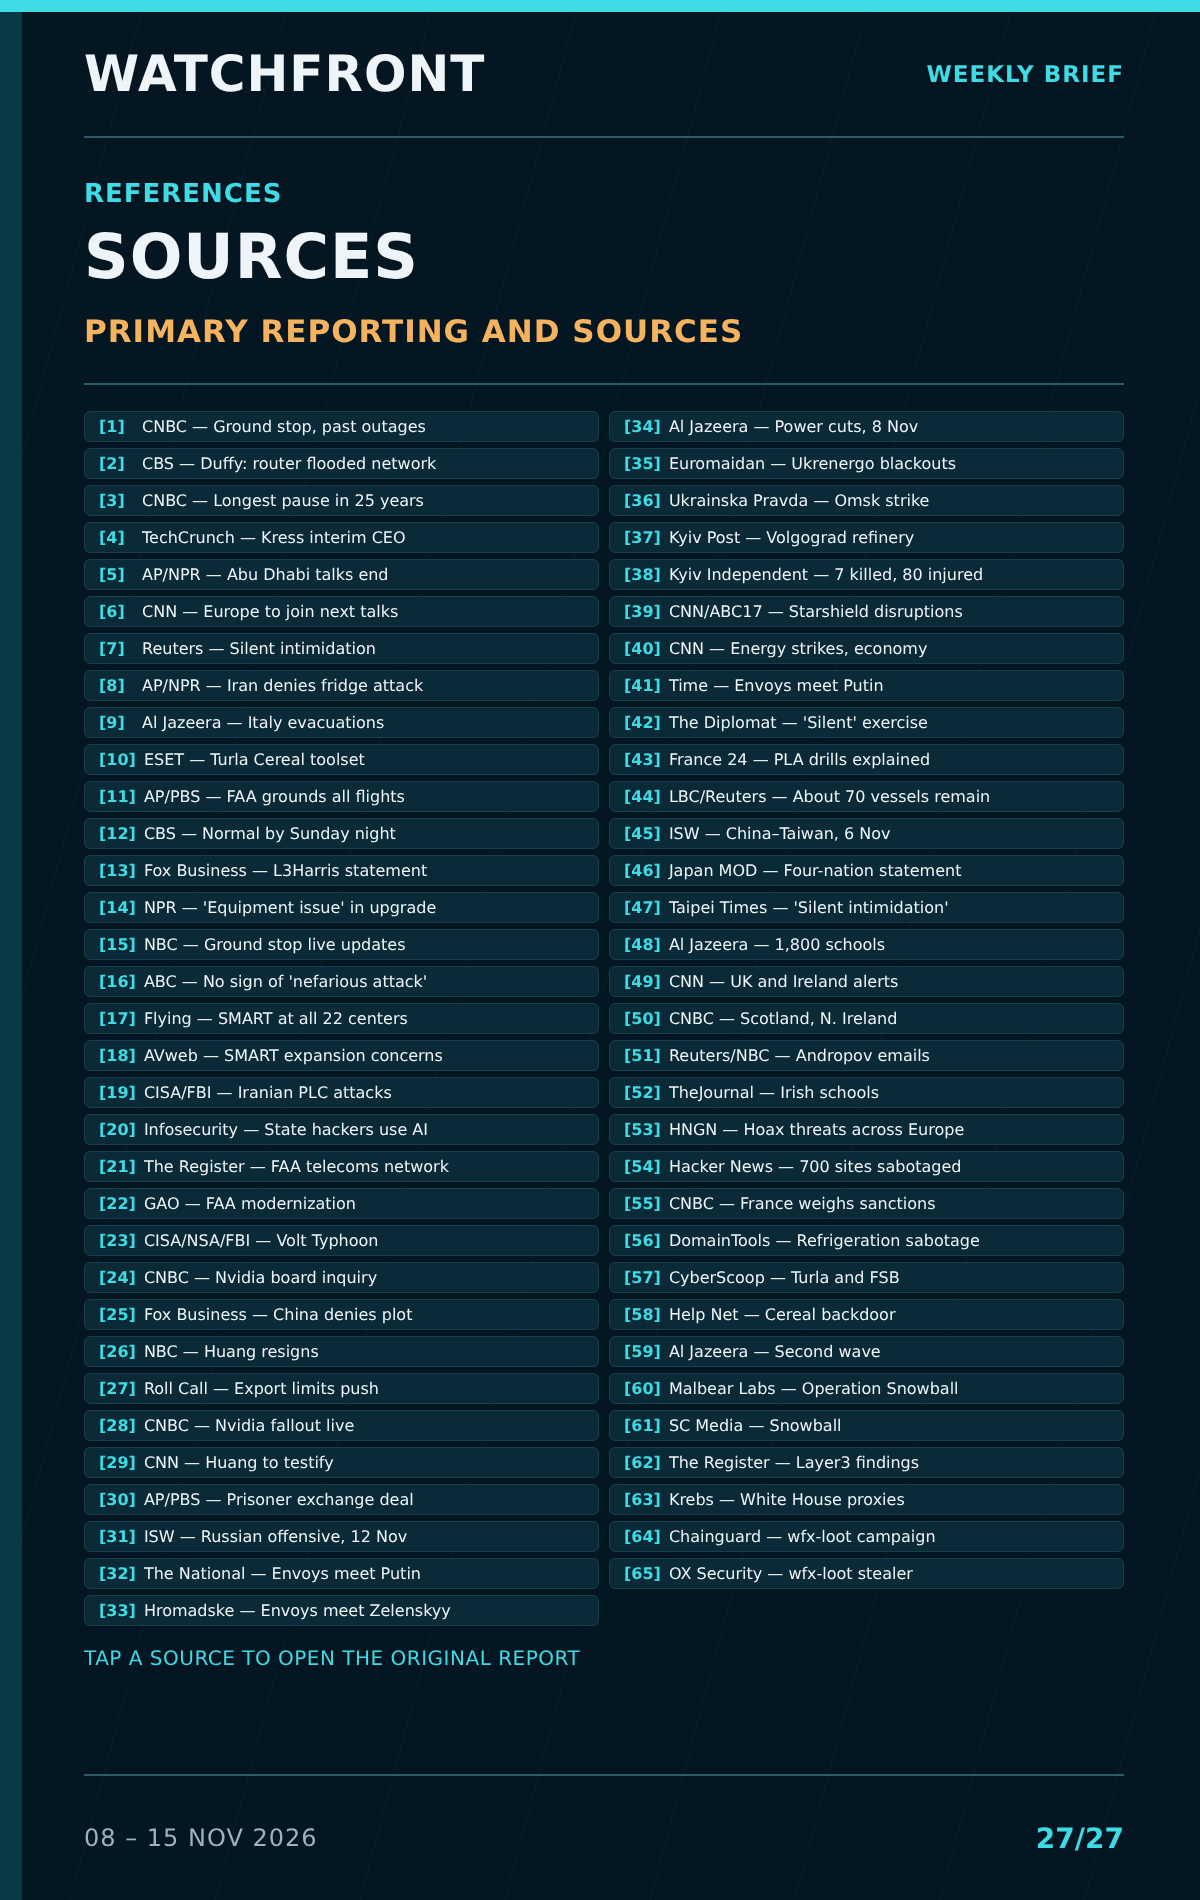 WATCHFRONT
WEEKLY BRIEF
REFERENCES
SOURCES
PRIMARY REPORTING AND SOURCES
[1] CNBC — Ground stop, past outages
[2] CBS — Duffy: router flooded network
[3] CNBC — Longest pause in 25 years
[4] TechCrunch — Kress interim CEO
[5] AP/NPR — Abu Dhabi talks end
[6] CNN — Europe to join next talks
[7] Reuters — Silent intimidation
[8] AP/NPR — Iran denies fridge attack
[9] Al Jazeera — Italy evacuations
[10] ESET — Turla Cereal toolset
[11] AP/PBS — FAA grounds all flights
[12] CBS — Normal by Sunday night
[13] Fox Business — L3Harris statement
[14] NPR — 'Equipment issue' in upgrade
[15] NBC — Ground stop live updates
[16] ABC — No sign of 'nefarious attack'
[17] Flying — SMART at all 22 centers
[18] AVweb — SMART expansion concerns
[19] CISA/FBI — Iranian PLC attacks
[20] Infosecurity — State hackers use AI
[21] The Register — FAA telecoms network
[22] GAO — FAA modernization
[23] CISA/NSA/FBI — Volt Typhoon
[24] CNBC — Nvidia board inquiry
[25] Fox Business — China denies plot
[26] NBC — Huang resigns
[27] Roll Call — Export limits push
[28] CNBC — Nvidia fallout live
[29] CNN — Huang to testify
[30] AP/PBS — Prisoner exchange deal
[31] ISW — Russian offensive, 12 Nov
[32] The National — Envoys meet Putin
[33] Hromadske — Envoys meet Zelenskyy
[34] Al Jazeera — Power cuts, 8 Nov
[35] Euromaidan — Ukrenergo blackouts
[36] Ukrainska Pravda — Omsk strike
[37] Kyiv Post — Volgograd refinery
[38] Kyiv Independent — 7 killed, 80 injured
[39] CNN/ABC17 — Starshield disruptions
[40] CNN — Energy strikes, economy
[41] Time — Envoys meet Putin
[42] The Diplomat — 'Silent' exercise
[43] France 24 — PLA drills explained
[44] LBC/Reuters — About 70 vessels remain
[45] ISW — China–Taiwan, 6 Nov
[46] Japan MOD — Four-nation statement
[47] Taipei Times — 'Silent intimidation'
[48] Al Jazeera — 1,800 schools
[49] CNN — UK and Ireland alerts
[50] CNBC — Scotland, N. Ireland
[51] Reuters/NBC — Andropov emails
[52] TheJournal — Irish schools
[53] HNGN — Hoax threats across Europe
[54] Hacker News — 700 sites sabotaged
[55] CNBC — France weighs sanctions
[56] DomainTools — Refrigeration sabotage
[57] CyberScoop — Turla and FSB
[58] Help Net — Cereal backdoor
[59] Al Jazeera — Second wave
[60] Malbear Labs — Operation Snowball
[61] SC Media — Snowball
[62] The Register — Layer3 findings
[63] Krebs — White House proxies
[64] Chainguard — wfx-loot campaign
[65] OX Security — wfx-loot stealer
TAP A SOURCE TO OPEN THE ORIGINAL REPORT
08 – 15 NOV 2026
27/27